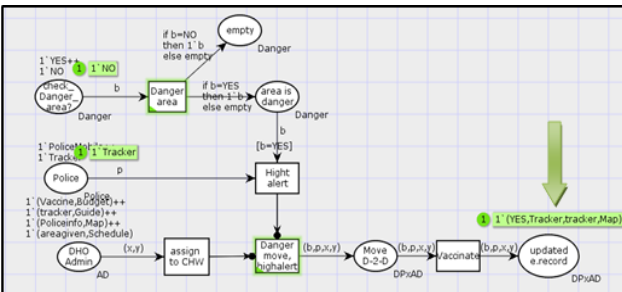 if b=NO
then 1`b
else empty
empty
Danger
1`YES++
1`NO
1
1`NO
check_
Danger_
area?
b
Danger
Danger
area
if b=YES
then 1`b
else empty
area is
danger
Danger
b
[b=YES]
1`PoliceMobile++
1`Tracker
1
1`Tracker
Police
p
Police
Hight
alert
1`(Vaccine,Budget)++
1`(tracker,Guide)++
1`(Policeinfo,Map)++
1`(areagiven,Schedule)
DHO
Admin
AD
(x,y)
assign
to CHW
Danger
move,
highalert
(b,p,x,y)
Move
D-2-D
DPxAD
(b,p,x,y)
Vaccinate
(b,p,x,y)
1
1`(YES,Tracker,tracker,Map)
updated
e.record
DPxAD